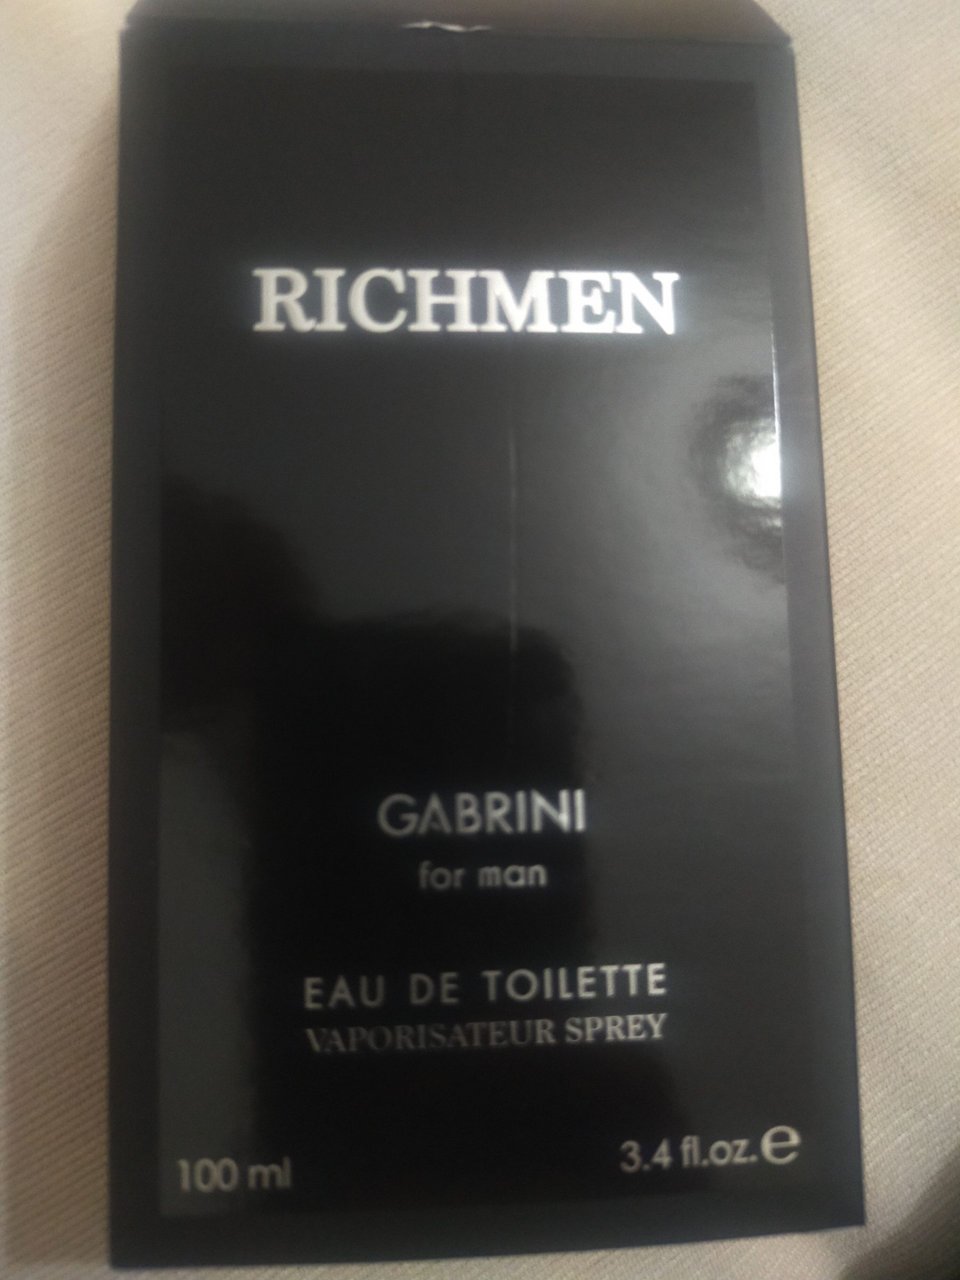 RICHMEN
GABRINI
for man
EAU DE TOILETTE
VAPORISATEUR SPREY
100 ml 3.4 fl.oz. e